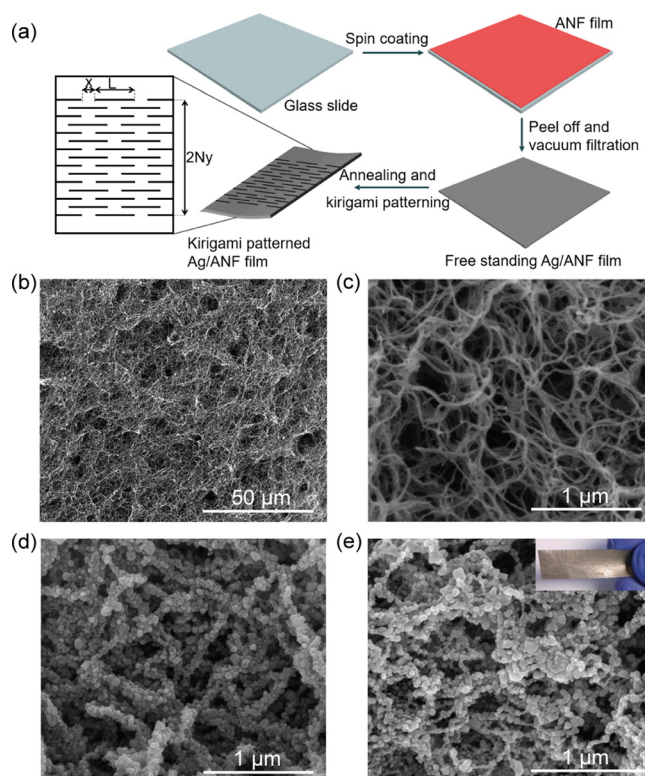 (a)
Glass slide
Spin coating
ANF film
Peel off and
vacuum filtration
Free standing Ag/ANF film
Annealing and
kirigami patterning
Kirigami patterned
Ag/ANF film
X
L
2Ny
(b)
50 μm
(c)
1 μm
(d)
1 μm
(e)
1 μm